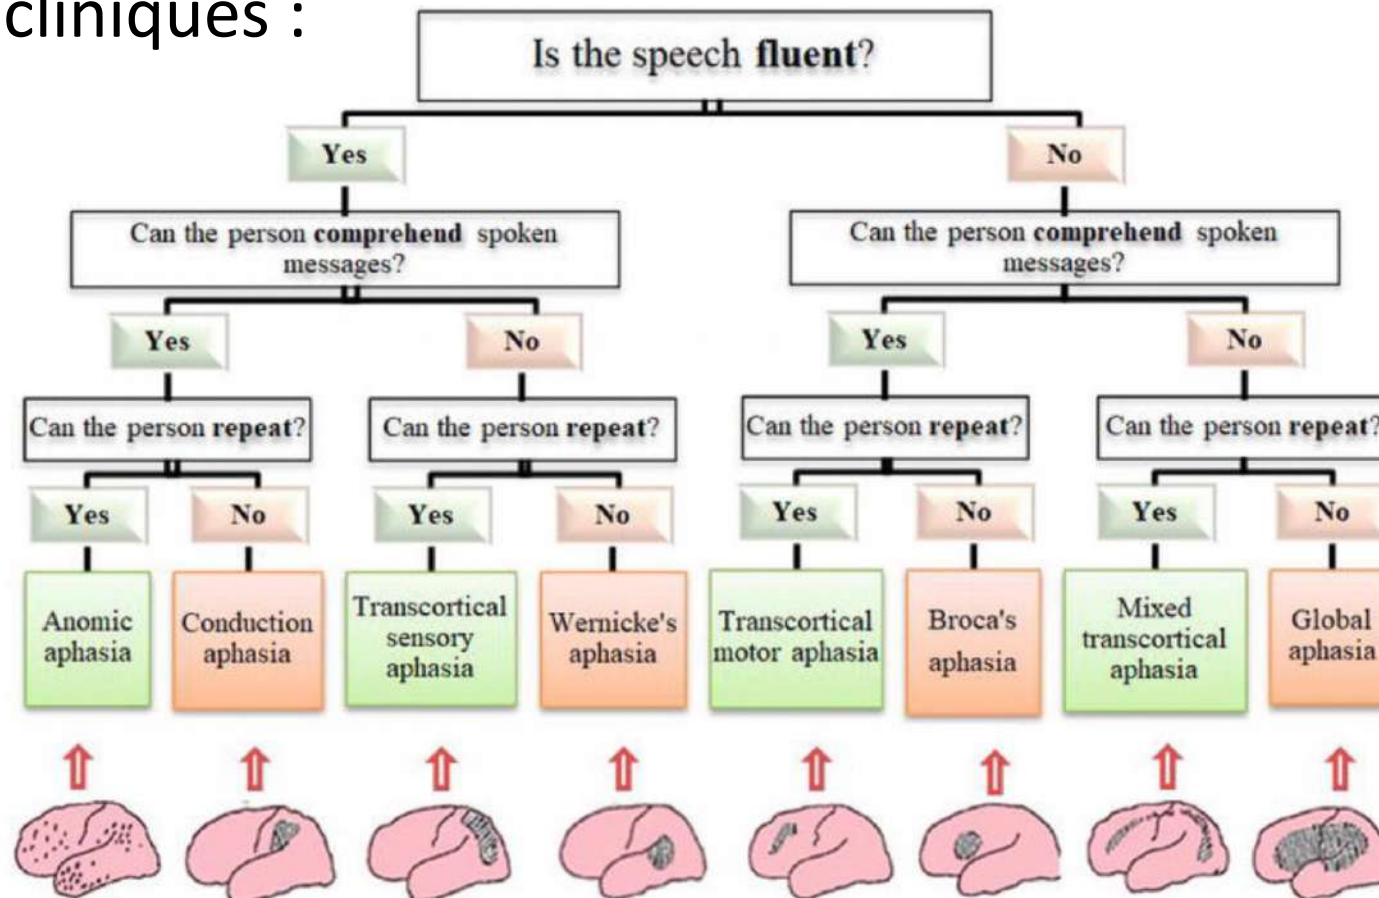 cliniques :
Is the speech fluent?
Yes
No
Can the person comprehend spoken
messages?
Can the person comprehend spoken
messages?
Yes
No
Yes
No
Can the person repeat?
Can the person repeat?
Can the person repeat?
Can the person repeat?
Yes
No
Yes
No
Yes
No
Yes
No
Anomic
aphasia
Conduction
aphasia
Transcortical
sensory
aphasia
Wernicke's
aphasia
Transcortical
motor aphasia
Broca's
aphasia
Mixed
transcortical
aphasia
Global
aphasia